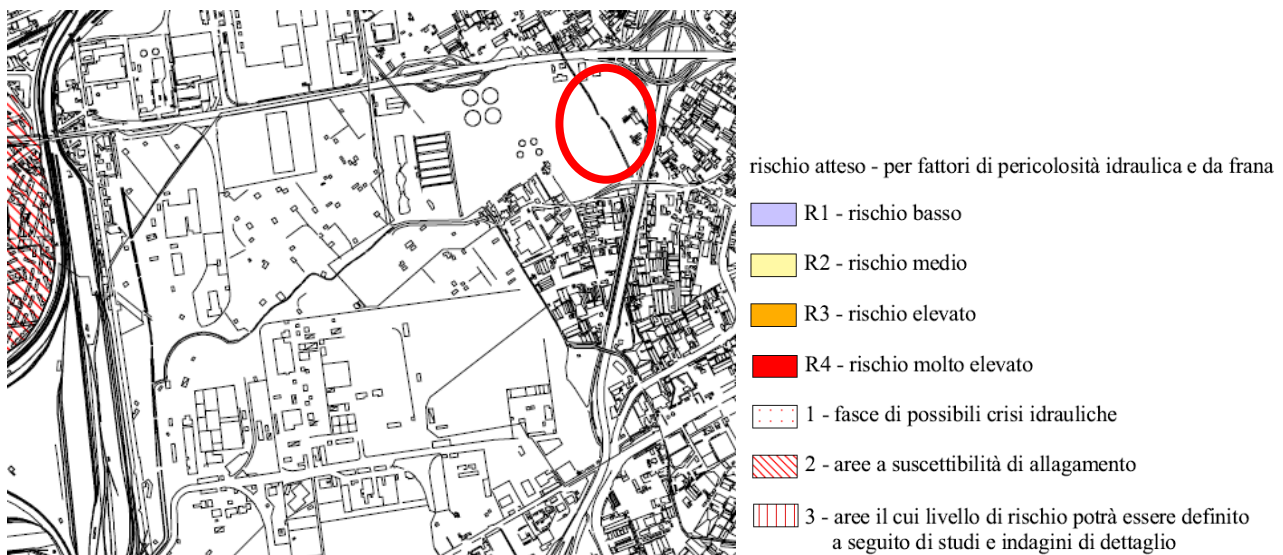 rischio atteso - per fattori di pericolosità idraulica e da frana
R1 - rischio basso
R2 - rischio medio
R3 - rischio elevato
R4 - rischio molto elevato
1 - fasce di possibili crisi idrauliche
2 - aree a suscettibilità di allagamento
3 - aree il cui livello di rischio potrà essere definito
a seguito di studi e indagini di dettaglio